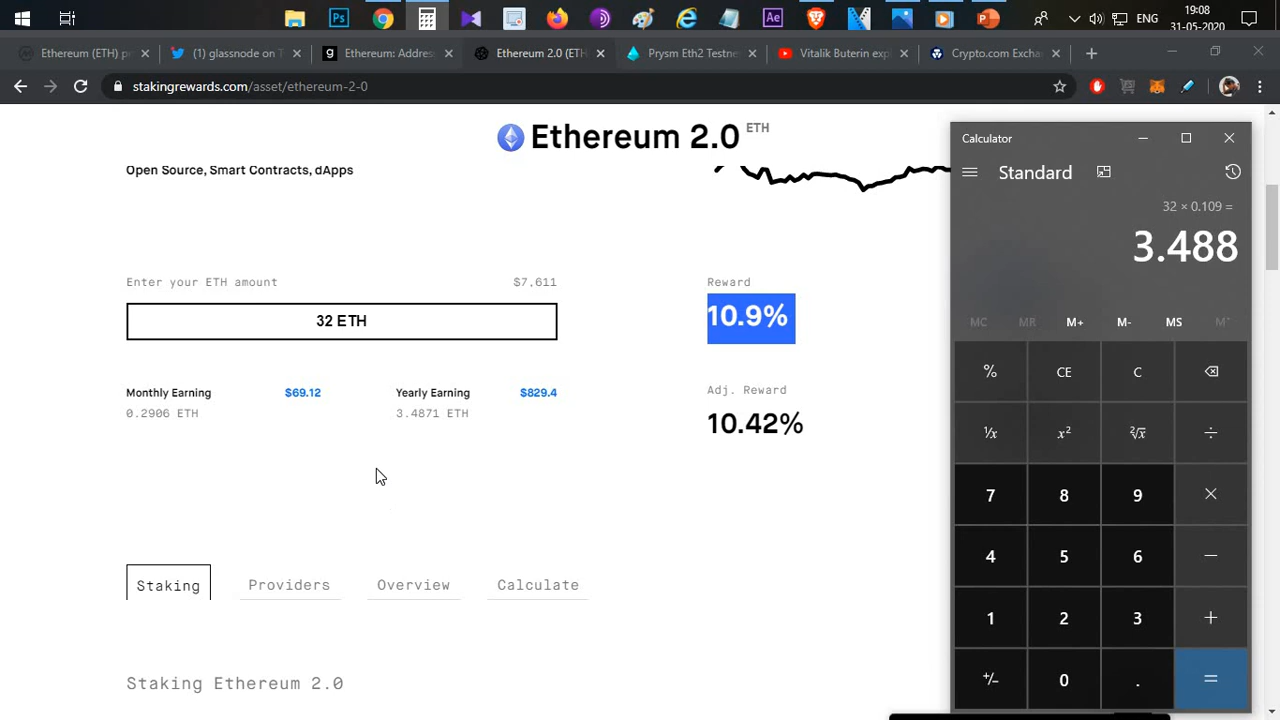 19:08
ENG
31-05-2020
Ethereum (ETH) p
(1) glassnode on T
Ethereum: Addre
Ethereum 2.0 (ETH
Prysm Eth2 Testne
Vitalik Buterin exp
Crypto.com Excha
stakingrewards.com/asset/ethereum-2-0
Ethereum 2.0 ETH
Open Source, Smart Contracts, dApps
Enter your ETH amount $7,611
32 ETH
Monthly Earning $69.12
0.2906 ETH
Yearly Earning $829.4
3.4871 ETH
Reward
10.9%
Adj. Reward
10.42%
Staking Providers Overview Calculate
Staking Ethereum 2.0
Calculator
Standard
32 × 0.109 =
3.488
MC MR M+ M- MS M˅
% CE C
¹/x x² ²√x ÷
7 8 9 ×
4 5 6 −
1 2 3 +
+/− 0 . =